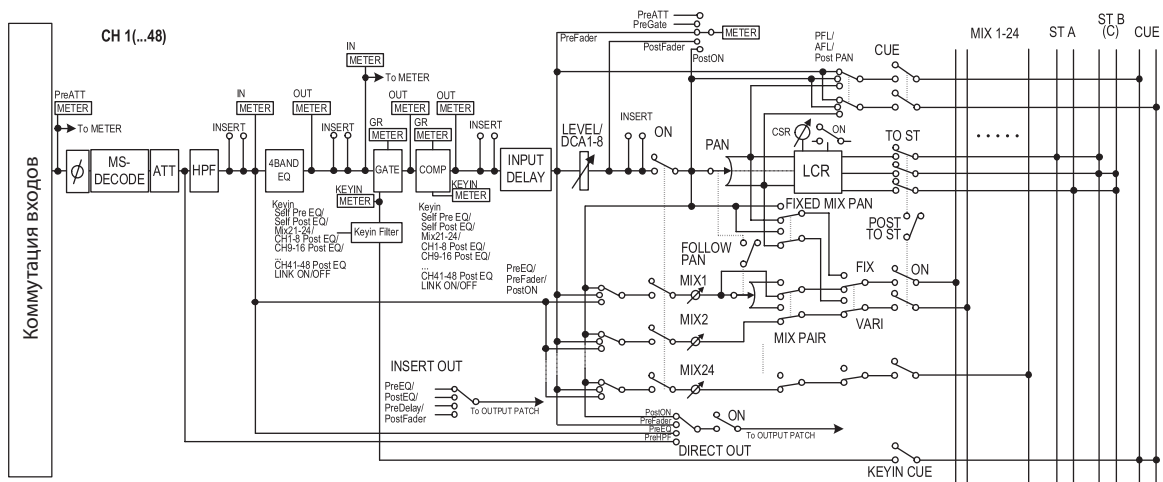 CH 1(...48)
Коммутация входов
PreATT
METER
To METER
MS-
DECODE
ATT
HPF
INSERT
IN
METER
4BAND
EQ
OUT
METER
INSERT
IN
METER
To METER
GR
METER
GATE
OUT
METER
GR
METER
COMP
OUT
METER
INSERT
KEYIN
METER
KEYIN
METER
Keyin Filter
Keyin
Self Pre EQ/
Self Post EQ/
Mix21-24/
CH1-8 Post EQ/
CH9-16 Post EQ/
...
CH41-48 Post EQ
LINK ON/OFF
Keyin
Self Pre EQ/
Self Post EQ/
Mix21-24/
CH1-8 Post EQ/
CH9-16 Post EQ/
...
CH41-48 Post EQ
LINK ON/OFF
INPUT
DELAY
PreATT
PreGate
PreFader
METER
PostFader
PostON
LEVEL/
DCA1-8
INSERT
ON
PAN
PFL/
AFL/
Post PAN
CUE
CSR
ON
LCR
TO ST
MIX 1-24
ST A
ST B
(C)
CUE
FIXED MIX PAN
POST
TO ST
FOLLOW
PAN
PreEQ/
PreFader/
PostON
MIX1
FIX
ON
MIX2
VARI
MIX PAIR
MIX24
INSERT OUT
PreEQ/
PostEQ/
PreDelay/
PostFader
To OUTPUT PATCH
PostON
PreFader
PreEQ
PreHPF
ON
To OUTPUT PATCH
DIRECT OUT
KEYIN CUE